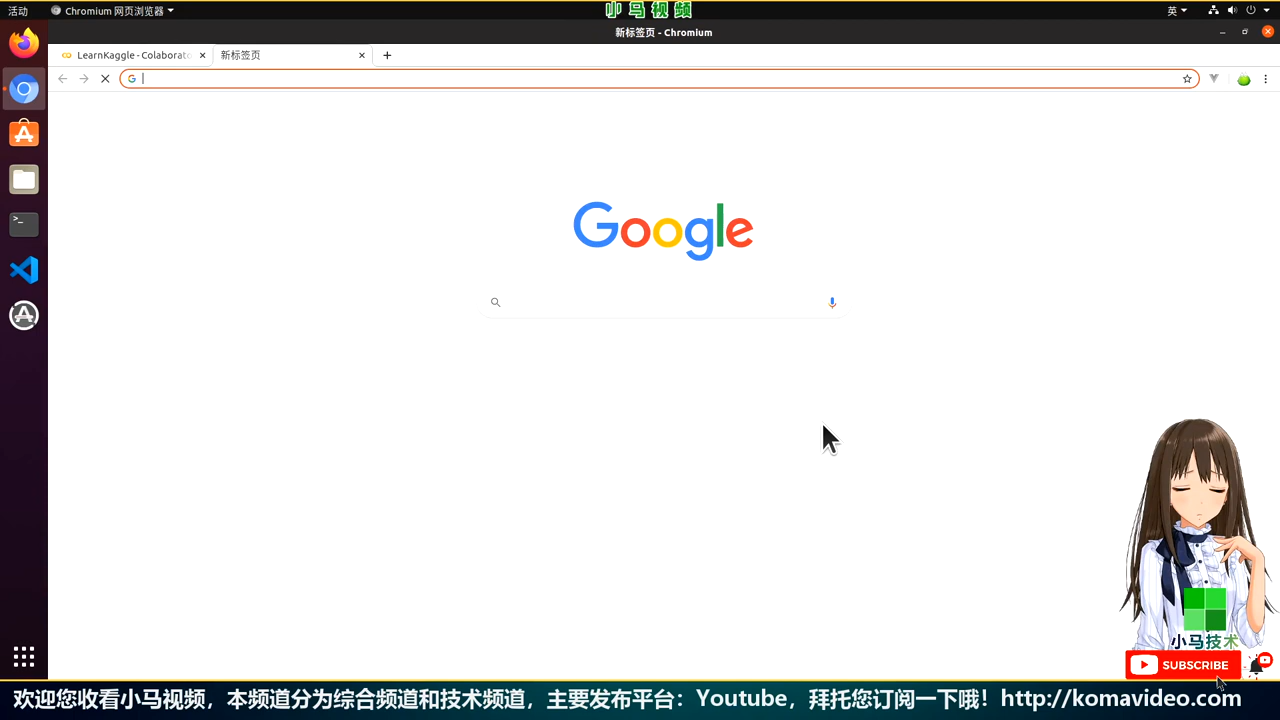 活动
Chromium 网页浏览器
小马视频
英
新标签页 - Chromium
LearnKaggle - Colaborato
新标签页
Google
小马技术
SUBSCRIBE
欢迎您收看小马视频，本频道分为综合频道和技术频道，主要发布平台：Youtube，拜托您订阅一下哦！http://komavideo.com